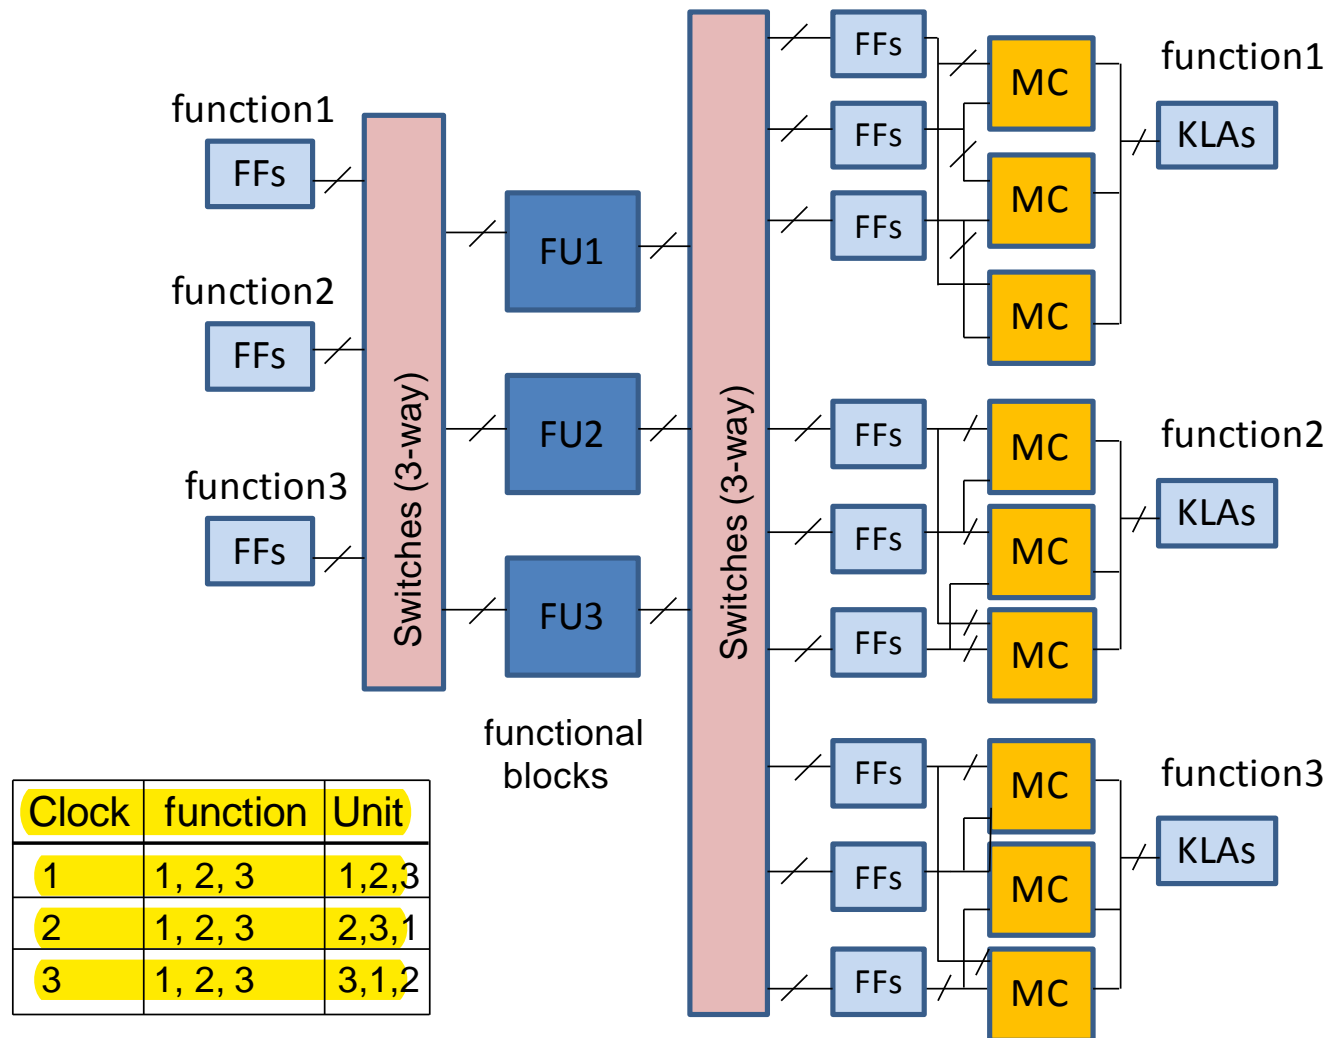 function1
FFs
function2
FFs
function3
FFs
Switches (3-way)
FU1
FU2
FU3
functional
blocks
Switches (3-way)
FFs
FFs
FFs
MC
MC
MC
function1
KLAs
FFs
FFs
FFs
MC
MC
MC
function2
KLAs
FFs
FFs
FFs
MC
MC
MC
function3
KLAs
Clock function Unit
1 1, 2, 3 1,2,3
2 1, 2, 3 2,3,1
3 1, 2, 3 3,1,2